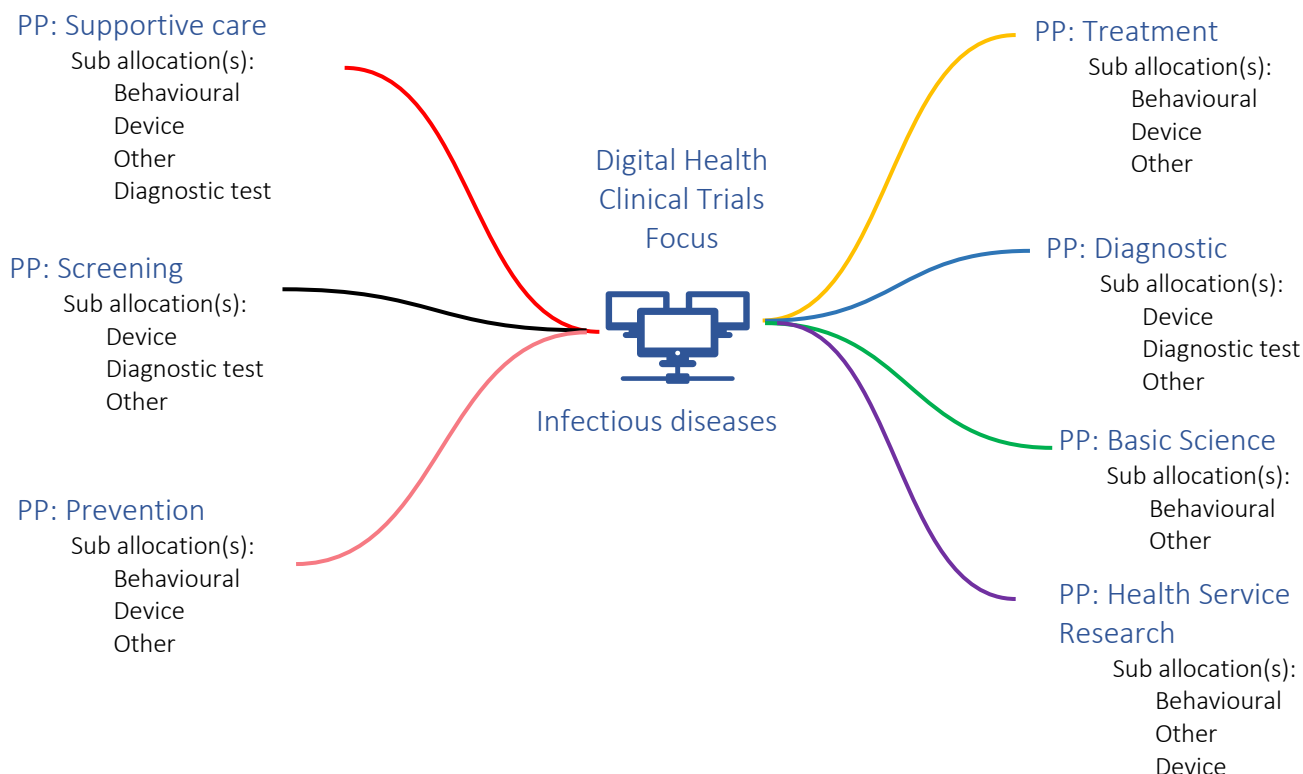 PP: Supportive care
Sub allocation(s):
Behavioural
Device
Other
Diagnostic test
PP: Screening
Sub allocation(s):
Device
Diagnostic test
Other
PP: Prevention
Sub allocation(s):
Behavioural
Device
Other
Digital Health
Clinical Trials
Focus
Infectious diseases
PP: Treatment
Sub allocation(s):
Behavioural
Device
Other
PP: Diagnostic
Sub allocation(s):
Device
Diagnostic test
Other
PP: Basic Science
Sub allocation(s):
Behavioural
Other
PP: Health Service
Research
Sub allocation(s):
Behavioural
Other
Device